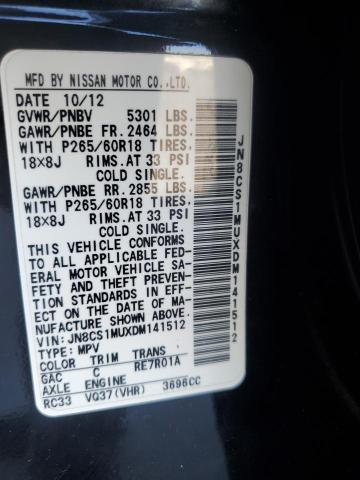 MFD BY NISSAN MOTOR CO.,LTD.
DATE 10/12
GVWR/PNBV 5301 LBS.
GAWR/PNBE FR. 2464 LBS.
WITH P265/60R18 TIRES
18X8J RIMS.AT 33 PSI
COLD SINGLE.
GAWR/PNBE RR. 2855 LBS.
WITH P265/60R18 TIRES
18X8J RIMS.AT 33 PSI
COLD SINGLE.
THIS VEHICLE CONFORMS
TO ALL APPLICABLE FED-
ERAL MOTOR VEHICLE SA-
FETY AND THEFT PREVEN-
TION STANDARDS IN EFF-
ECT ON THE DATE OF MA-
NUFACTURE SHOWN ABOVE.
VIN: JN8CS1MUXDM141512
TYPE: MPV
COLOR TRIM TRANS
GAC C RE7R01A
AXLE ENGINE
RC33 VQ37(VHR) 3696CC
JN8CS1MUXDM141512